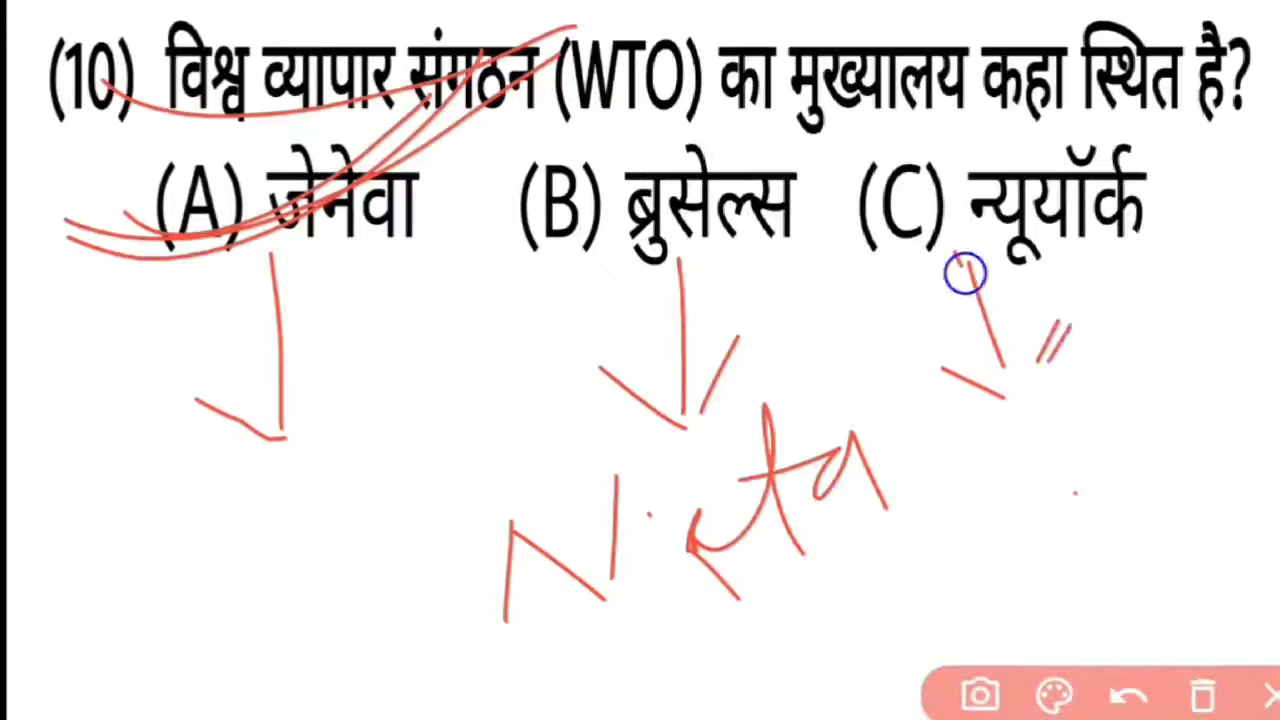 (10) विश्व व्यापार संगठन (WTO) का मुख्यालय कहा स्थित है?
(A) जेनेवा (B) ब्रुसेल्स (C) न्यूयॉर्क